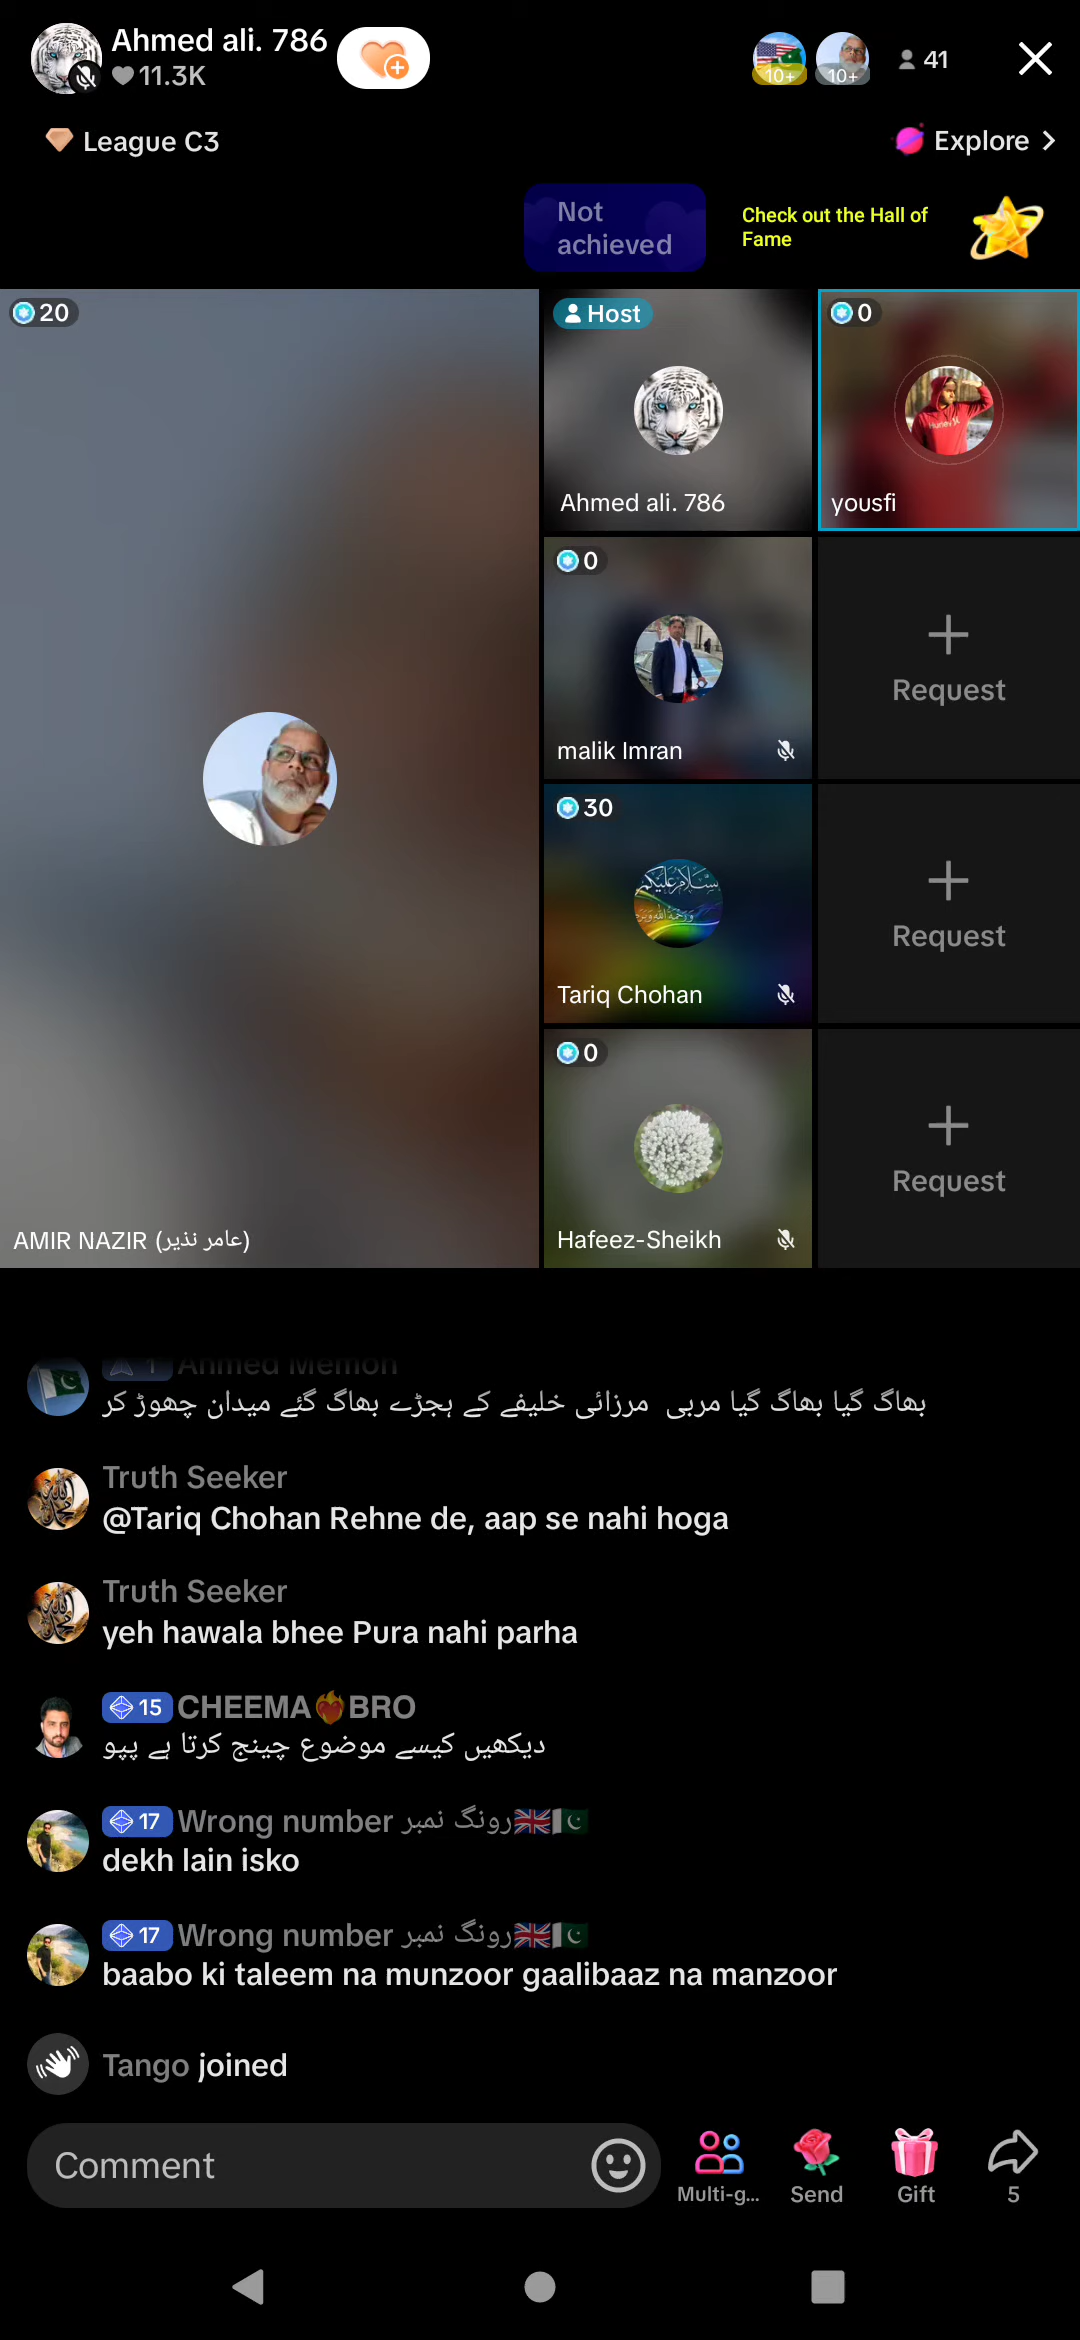 Ahmed ali. 786
11.3K
10+
10+
41
League C3
Explore
Not
achieved
Check out the Hall of
Fame
20
Host
0
Ahmed ali. 786
yousfi
0
malik Imran
Request
30
Tariq Chohan
Request
0
Hafeez-Sheikh
Request
AMIR NAZIR (عامر نذیر)
1 Ahmed Memon
بھاگ گیا بھاگ گیا مربی مرزائی خلیفے کے ہجڑے بھاگ گئے میدان چھوڑ کر
Truth Seeker
@Tariq Chohan Rehne de, aap se nahi hoga
Truth Seeker
yeh hawala bhee Pura nahi parha
15 CHEEMA❤️‍🔥BRO
دیکھیں کیسے موضوع چینج کرتا ہے پپو
17 Wrong number رونگ نمبر🇬🇧🇵🇰
dekh lain isko
17 Wrong number رونگ نمبر🇬🇧🇵🇰
baabo ki taleem na munzoor gaalibaaz na manzoor
Tango joined
Comment
Multi-g...
Send
Gift
5